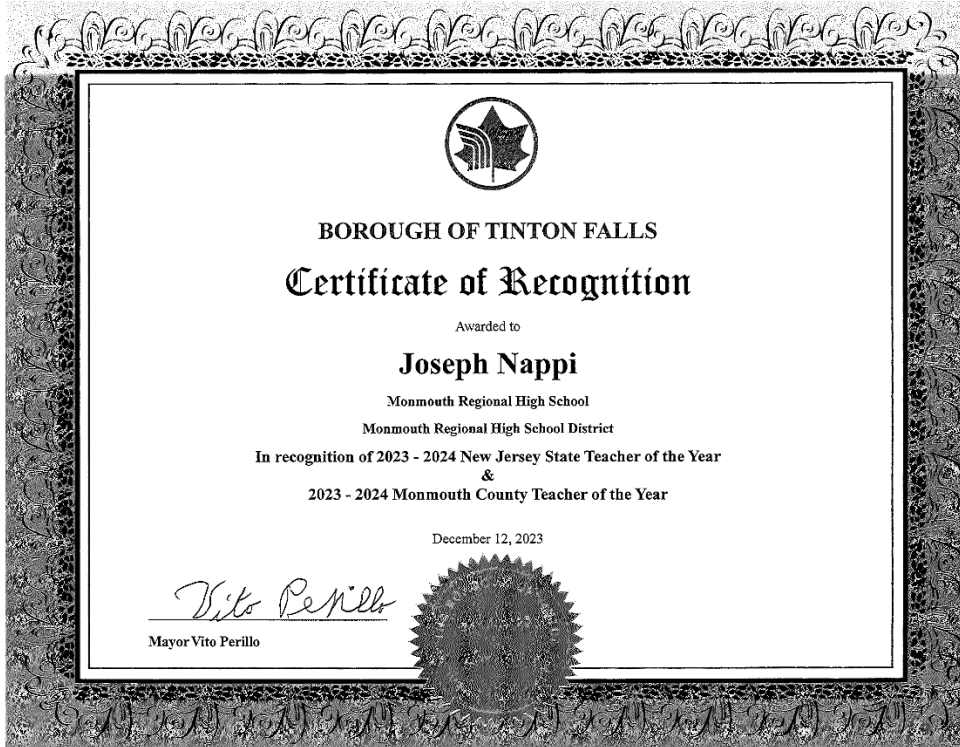 BOROUGH OF TINTON FALLS
Certificate of Recognition
Awarded to
Joseph Nappi
Monmouth Regional High School
Monmouth Regional High School District
In recognition of 2023 - 2024 New Jersey State Teacher of the Year
&
2023 - 2024 Monmouth County Teacher of the Year
December 12, 2023
Vito Perillo
Mayor Vito Perillo